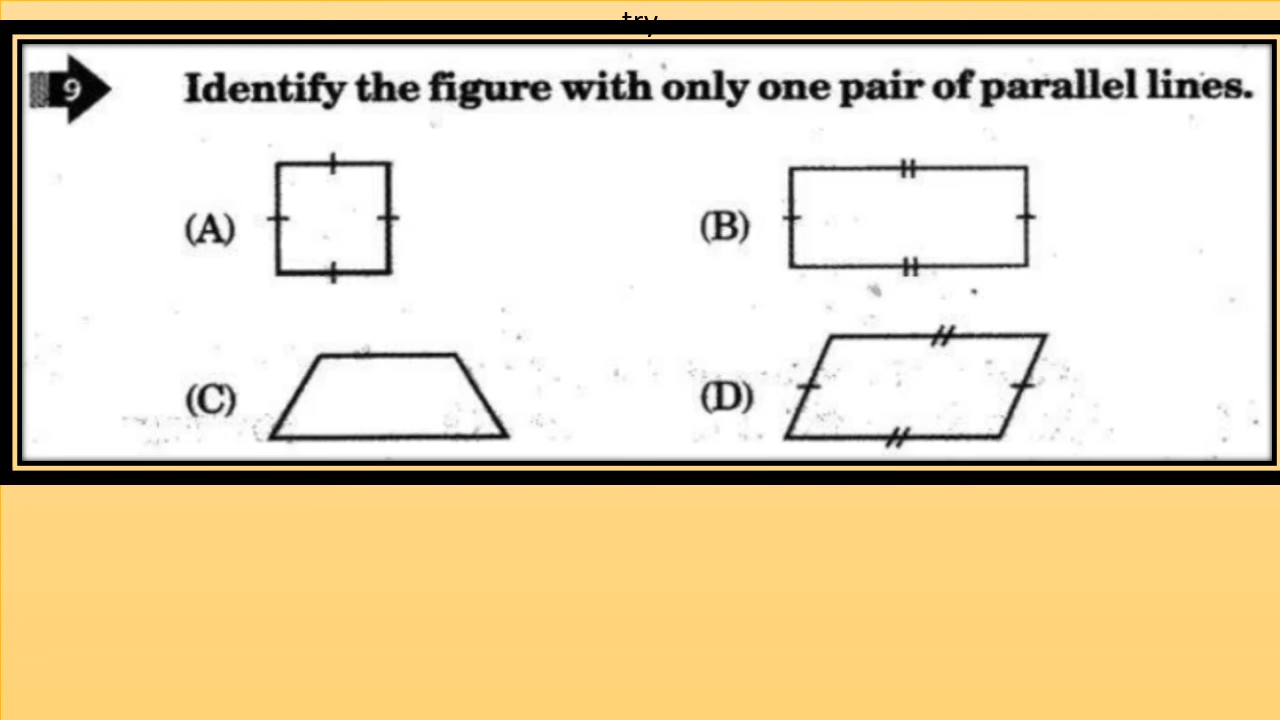 try
9 Identify the figure with only one pair of parallel lines.
(A) (B)
(C) (D)